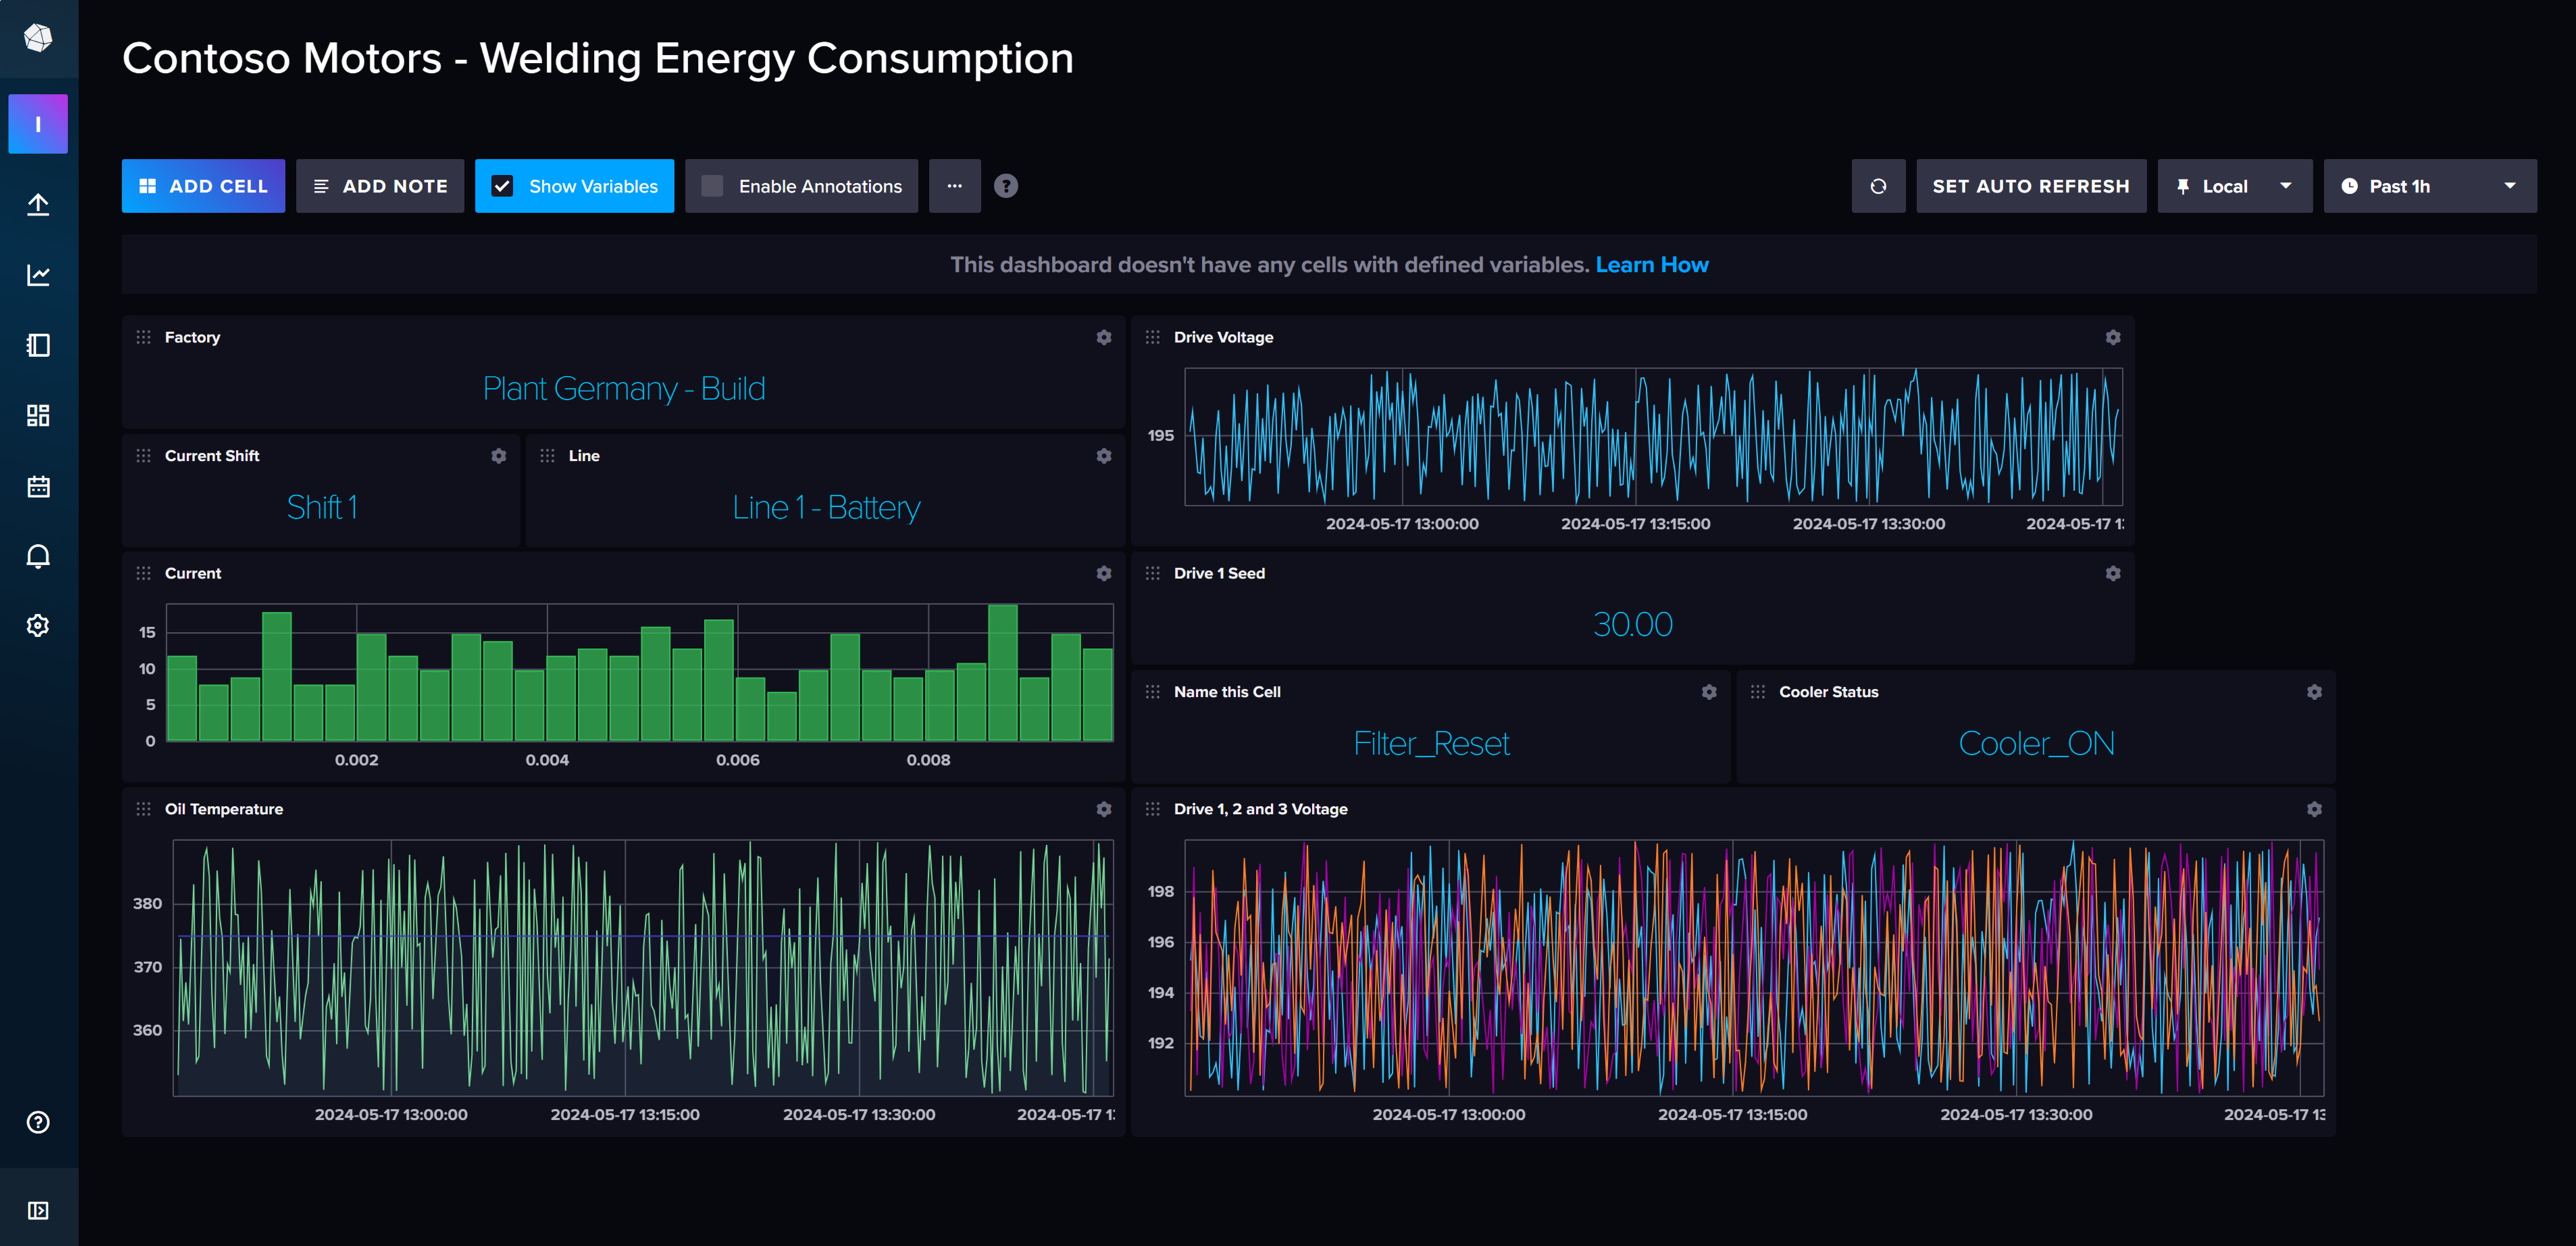 Contoso Motors - Welding Energy Consumption
I
ADD CELL
ADD NOTE
Show Variables
Enable Annotations
...
?
SET AUTO REFRESH
Local
Past 1h
This dashboard doesn't have any cells with defined variables. Learn How
Factory
Plant Germany - Build
Current Shift
Shift 1
Line
Line 1 - Battery
Drive Voltage
195
2024-05-17 13:00:00
2024-05-17 13:15:00
2024-05-17 13:30:00
2024-05-17 1:
Current
15
10
5
0
0.002
0.004
0.006
0.008
Drive 1 Seed
30.00
Name this Cell
Filter_Reset
Cooler Status
Cooler_ON
Oil Temperature
380
370
360
2024-05-17 13:00:00
2024-05-17 13:15:00
2024-05-17 13:30:00
2024-05-17 1:
Drive 1, 2 and 3 Voltage
198
196
194
192
2024-05-17 13:00:00
2024-05-17 13:15:00
2024-05-17 13:30:00
2024-05-17 13
?